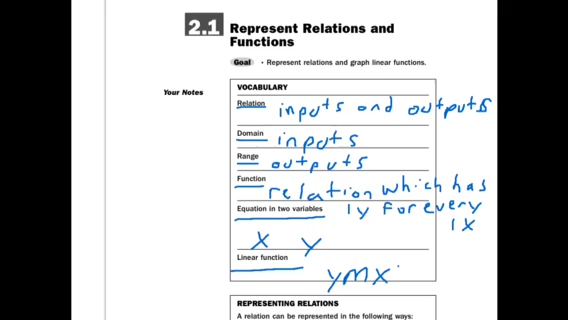 2.1 Represent Relations and
Functions
Goal • Represent relations and graph linear functions.
Your Notes
VOCABULARY
Relation inputs and outputs
Domain inputs
Range outputs
Function relation which has
Equation in two variables 1y for every
1x
x y
Linear function
ymx
REPRESENTING RELATIONS
A relation can be represented in the following ways: